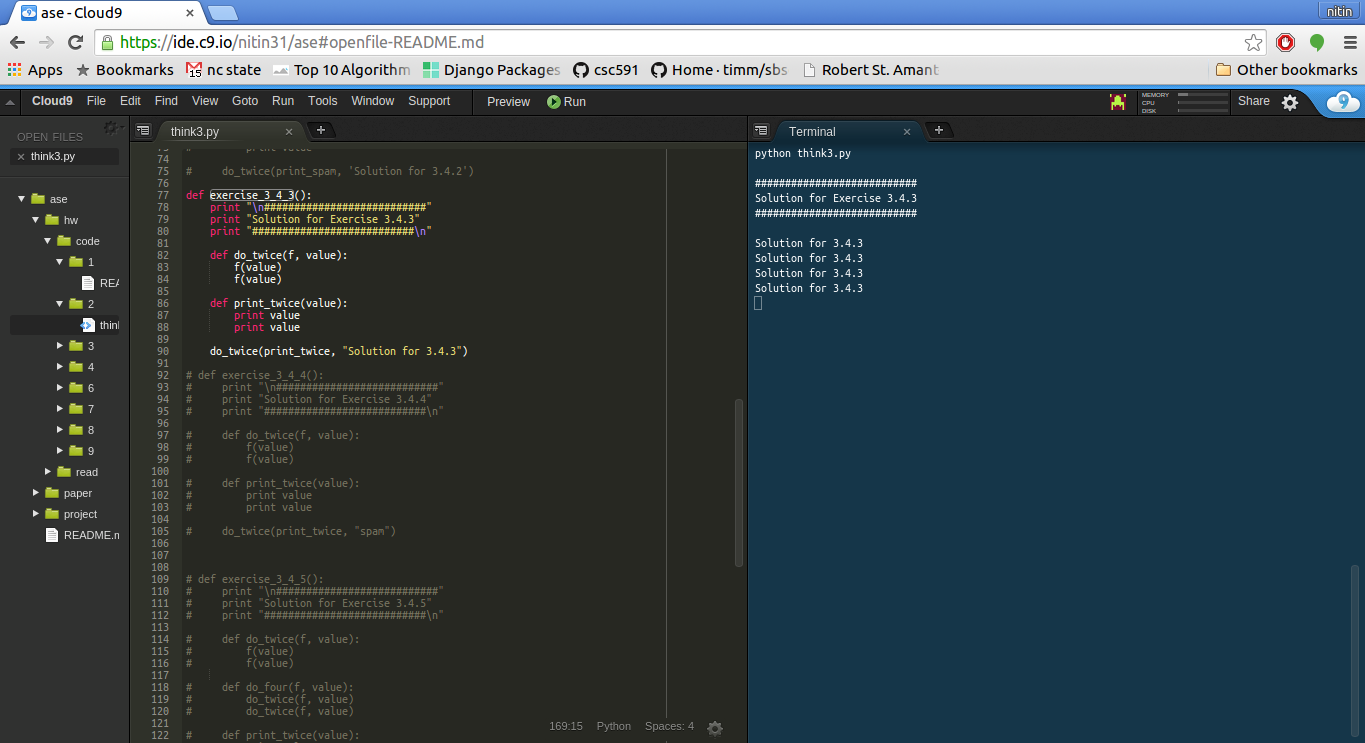 ase - Cloud9
nitin
https://ide.c9.io/nitin31/ase#openfile-README.md
Apps Bookmarks 15 nc state Top 10 Algorithm Django Packages csc591 Home · timm/sbs Robert St. Amant Other bookmarks
Cloud9 File Edit Find View Goto Run Tools Window Support Preview Run MEMORY CPU DISK Share
OPEN FILES
think3.py
ase
hw
code
1
REA
2
thin
3
4
6
7
8
9
read
paper
project
README.m
think3.py
73 # print value
74
75 # do_twice(print_spam, 'Solution for 3.4.2')
76
77 def exercise_3_4_3():
78 print "\n###########################"
79 print "Solution for Exercise 3.4.3"
80 print "###########################\n"
81
82 def do_twice(f, value):
83 f(value)
84 f(value)
85
86 def print_twice(value):
87 print value
88 print value
89
90 do_twice(print_twice, "Solution for 3.4.3")
91
92 # def exercise_3_4_4():
93 # print "\n###########################"
94 # print "Solution for Exercise 3.4.4"
95 # print "###########################\n"
96
97 # def do_twice(f, value):
98 # f(value)
99 # f(value)
100
101 # def print_twice(value):
102 # print value
103 # print value
104
105 # do_twice(print_twice, "spam")
106
107
108
109 # def exercise_3_4_5():
110 # print "\n###########################"
111 # print "Solution for Exercise 3.4.5"
112 # print "###########################\n"
113
114 # def do_twice(f, value):
115 # f(value)
116 # f(value)
117
118 # def do_four(f, value):
119 # do_twice(f, value)
120 # do_twice(f, value)
121
122 # def print_twice(value):
169:15 Python Spaces: 4
Terminal
python think3.py
###########################
Solution for Exercise 3.4.3
###########################
Solution for 3.4.3
Solution for 3.4.3
Solution for 3.4.3
Solution for 3.4.3